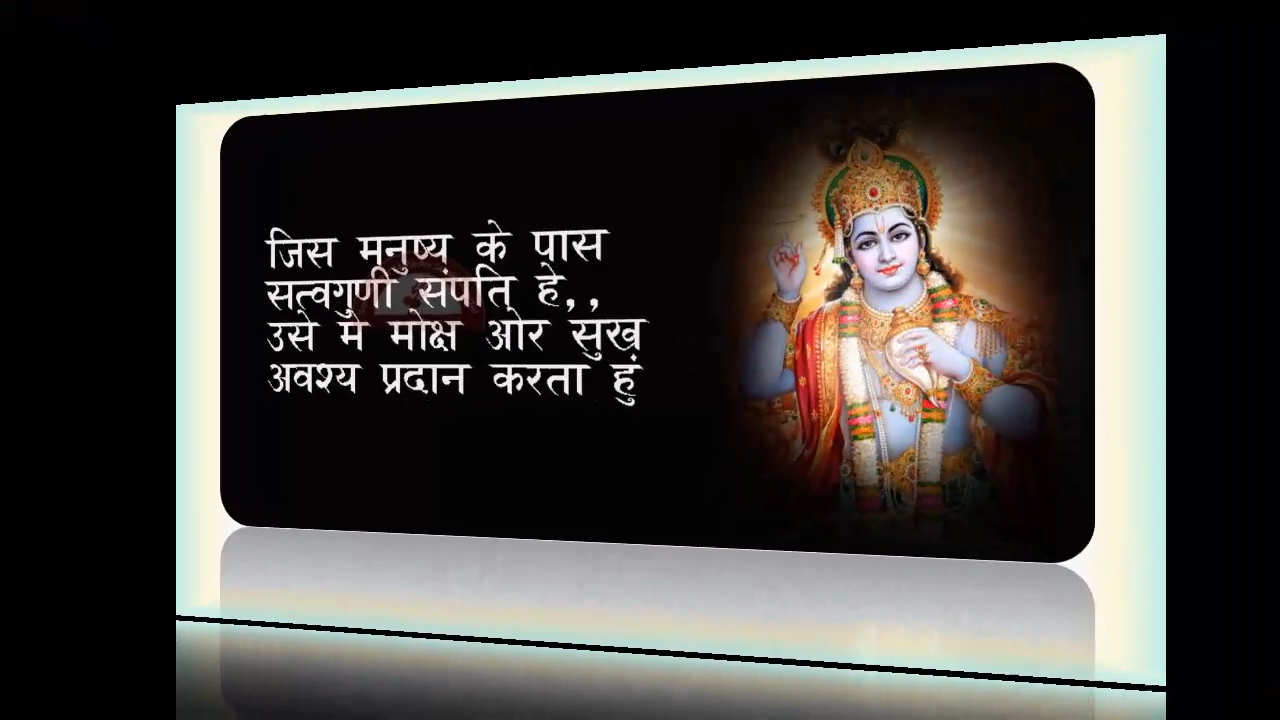 जिस मनुष्य के पास
सत्वगुणी संपति हे,,
उसे मे मोक्ष ओर सुख
अवश्य प्रदान करता हुं